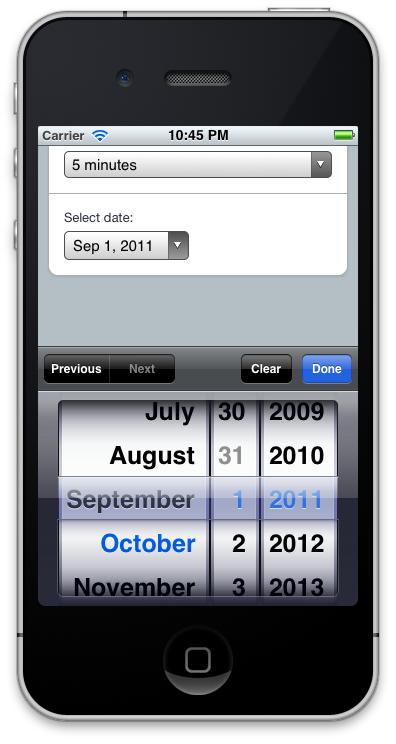 Carrier 10:45 PM
5 minutes
Select date:
Sep 1, 2011
Previous Next Clear Done
July 30 2009
August 31 2010
September 1 2011
October 2 2012
November 3 2013